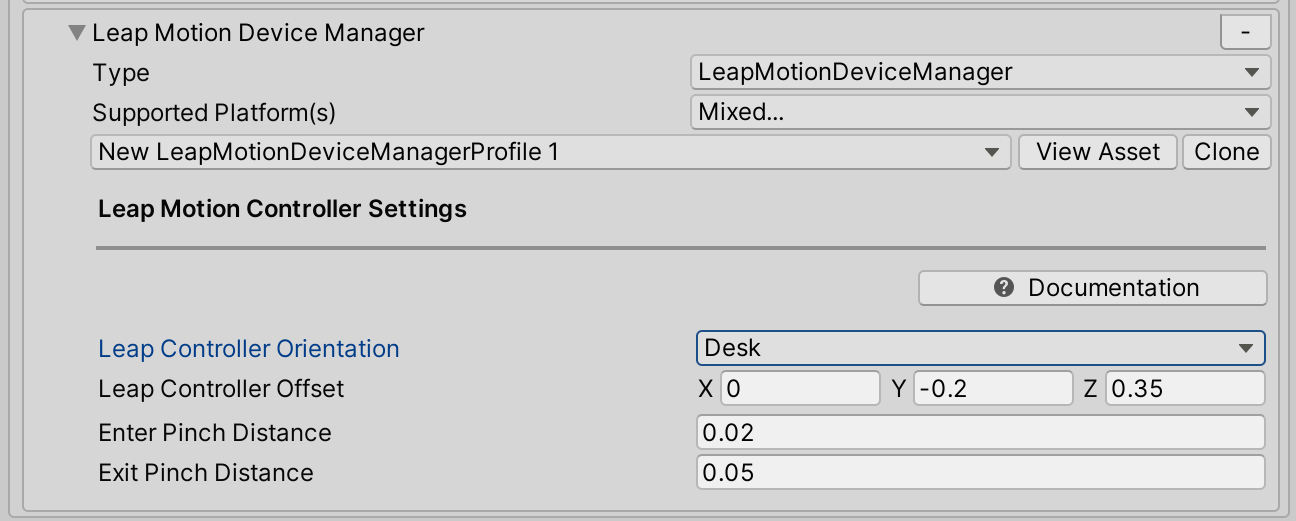 Leap Motion Device Manager -
Type LeapMotionDeviceManager
Supported Platform(s) Mixed...
New LeapMotionDeviceManagerProfile 1 View Asset Clone
Leap Motion Controller Settings
? Documentation
Leap Controller Orientation Desk
Leap Controller Offset X 0 Y -0.2 Z 0.35
Enter Pinch Distance 0.02
Exit Pinch Distance 0.05